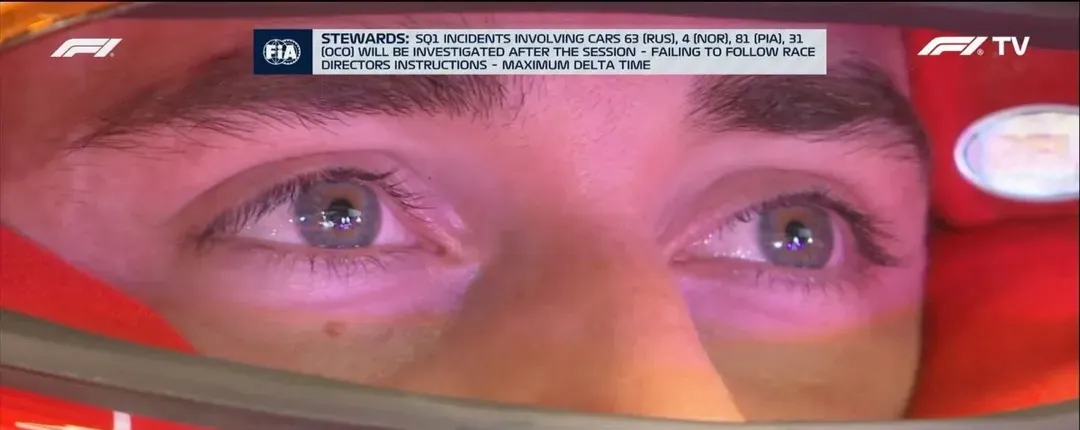 F1
FIA
STEWARDS: SQ1 INCIDENTS INVOLVING CARS 63 (RUS), 4 (NOR), 81 (PIA), 31
(OCO) WILL BE INVESTIGATED AFTER THE SESSION - FAILING TO FOLLOW RACE
DIRECTORS INSTRUCTIONS - MAXIMUM DELTA TIME
F1 TV